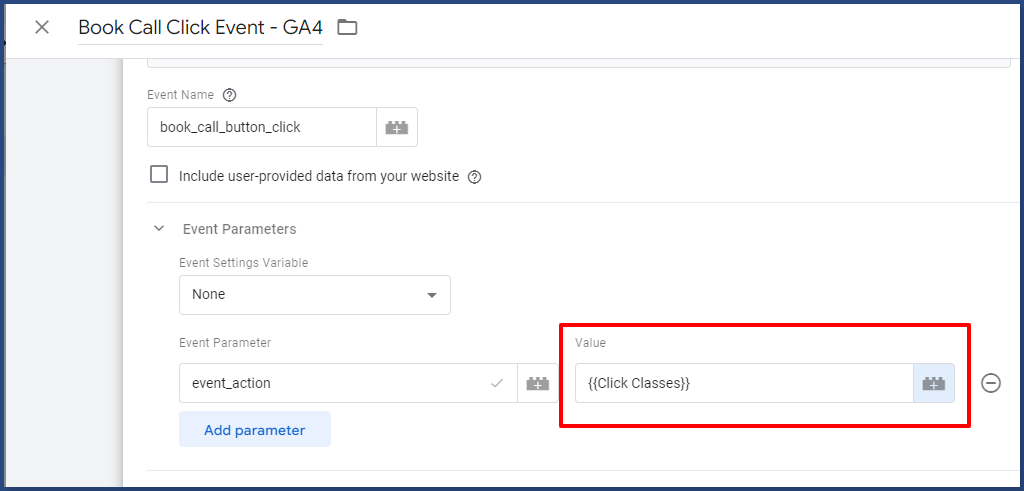 Book Call Click Event - GA4
Event Name
book_call_button_click
Include user-provided data from your website
Event Parameters
Event Settings Variable
None
Event Parameter Value
event_action {{Click Classes}}
Add parameter